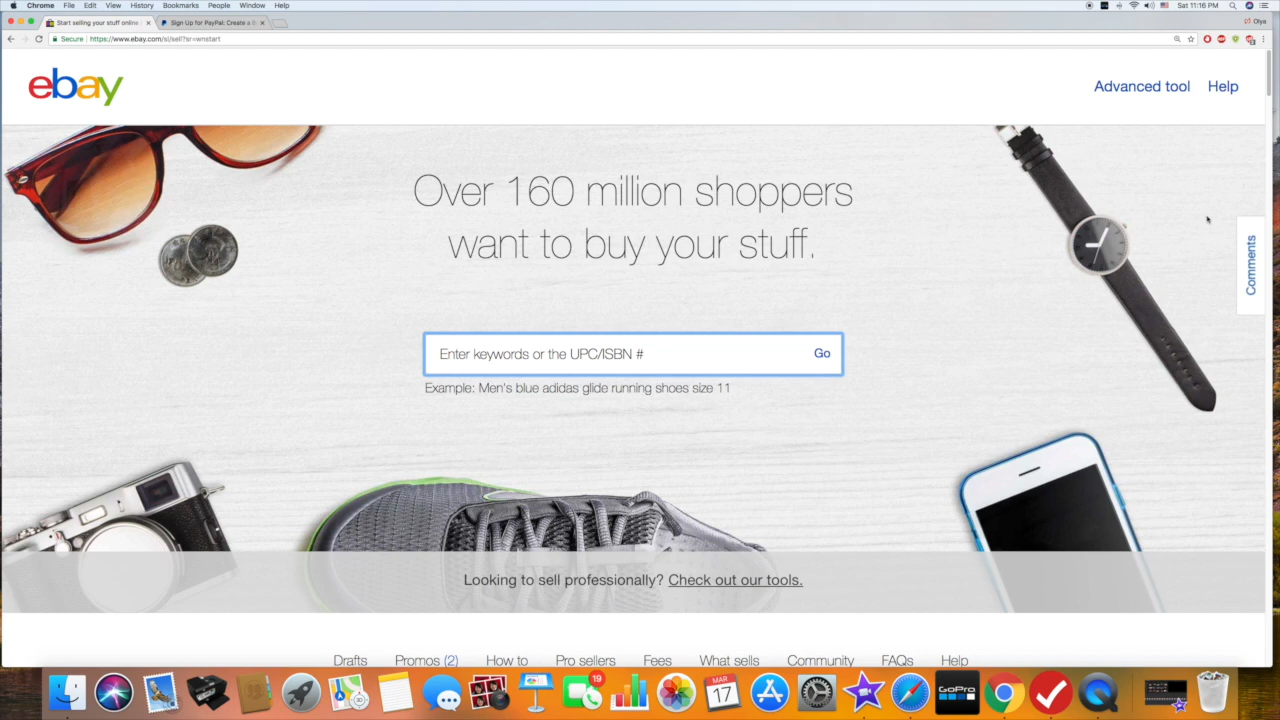 Chrome File Edit View History Bookmarks People Window Help
Sat 11:16 PM
Start selling your stuff online
Sign Up for PayPal: Create a
Olya
Secure https://www.ebay.com/sl/sell?sr=wnstart
ebay
Advanced tool Help
Over 160 million shoppers
want to buy your stuff.
Comments
Enter keywords or the UPC/ISBN # Go
Example: Men's blue adidas glide running shoes size 11
Looking to sell professionally? Check out our tools.
Drafts Promos (2) How to Pro sellers Fees What sells Community FAQs Help
19
MAR
17
GoPro